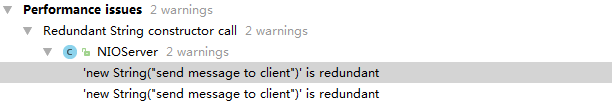 Performance issues 2 warnings
Redundant String constructor call 2 warnings
C NIOServer 2 warnings
'new String("send message to client")' is redundant
'new String("send message to client")' is redundant